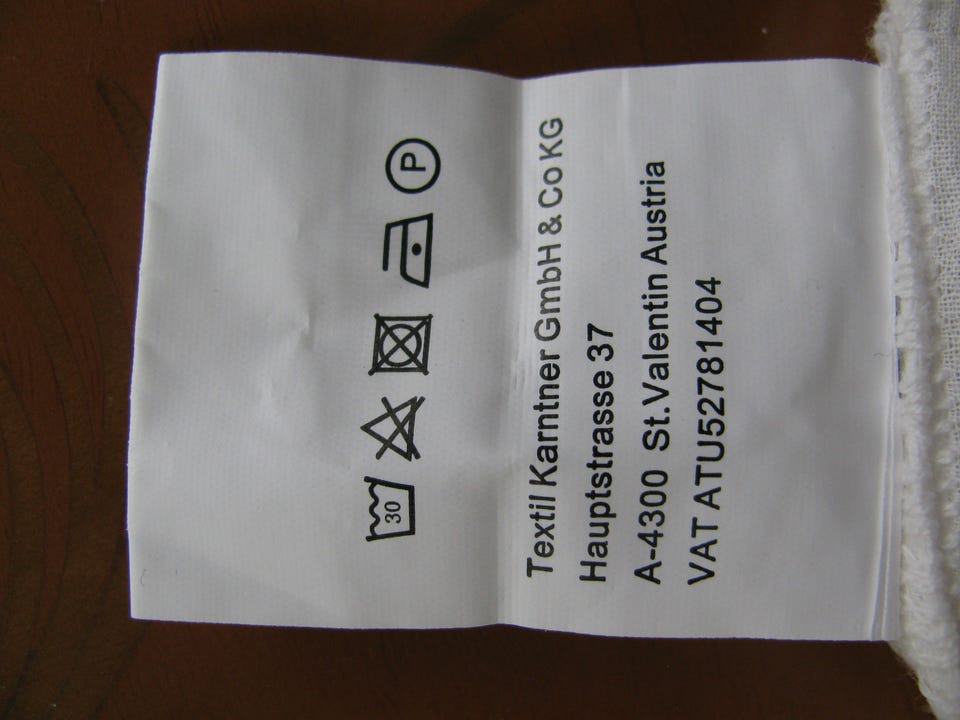 30 P
Textil Karntner GmbH & Co KG
Hauptstrasse 37
A-4300 St.Valentin Austria
VAT ATU52781404